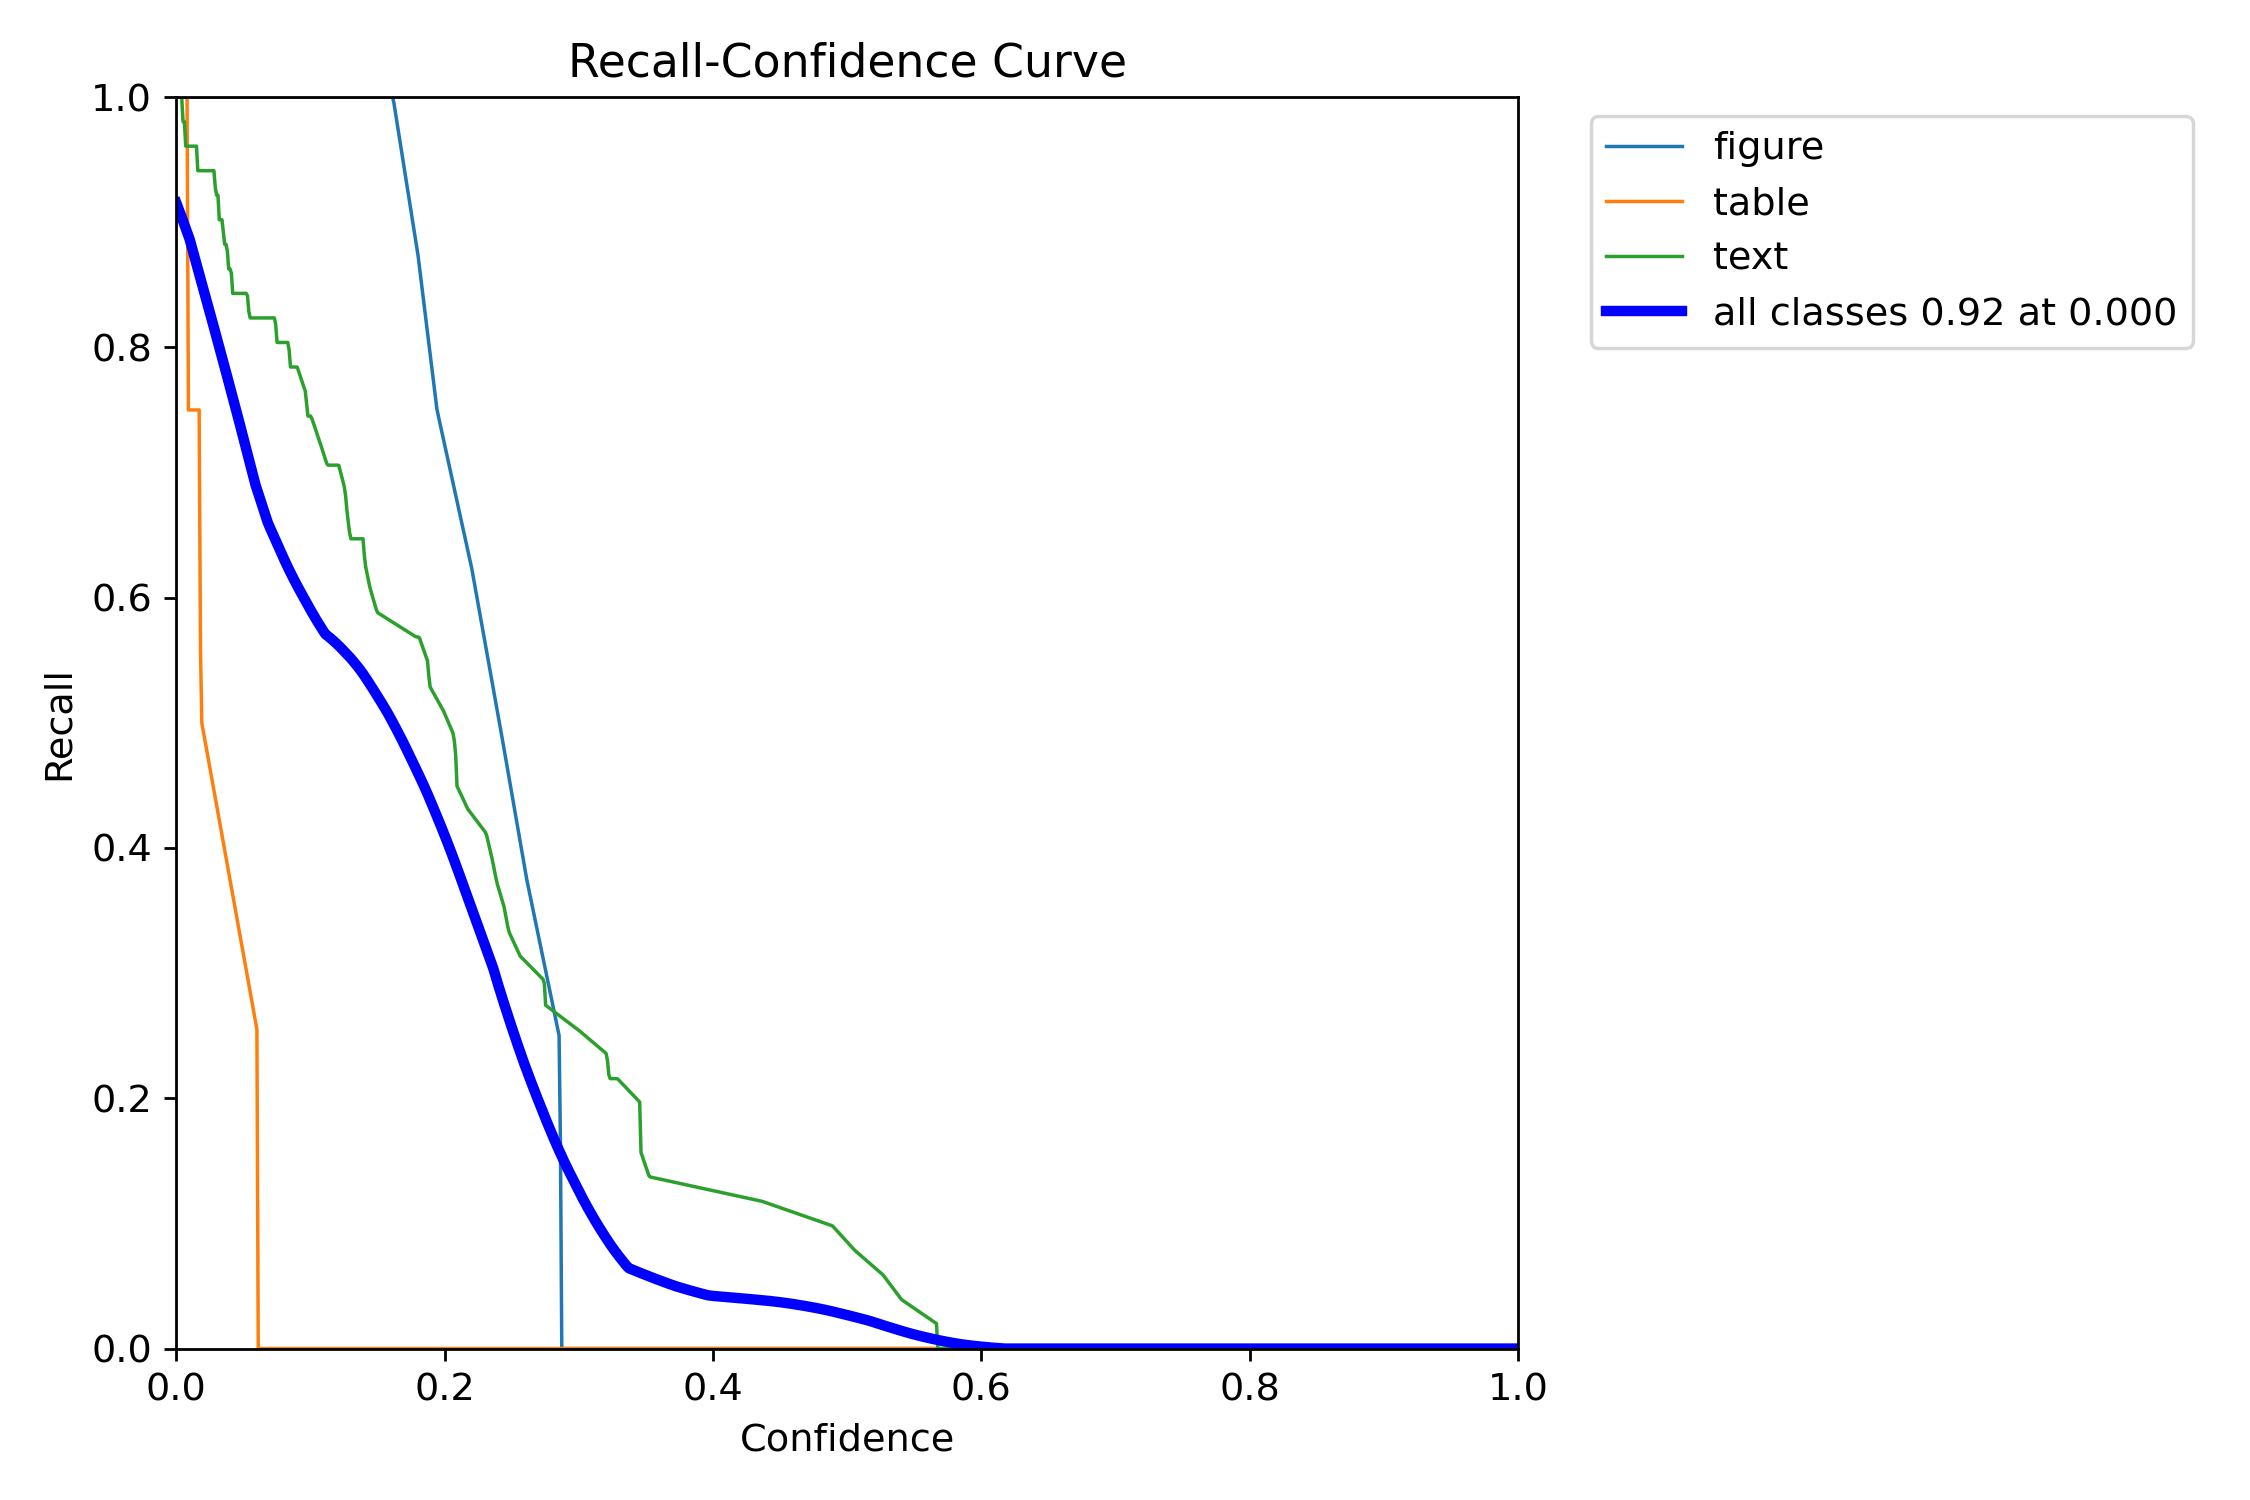 Recall-Confidence Curve
1.0
0.8
0.6
0.4
0.2
0.0
Recall
0.0 0.2 0.4 0.6 0.8 1.0
Confidence
figure
table
text
all classes 0.92 at 0.000